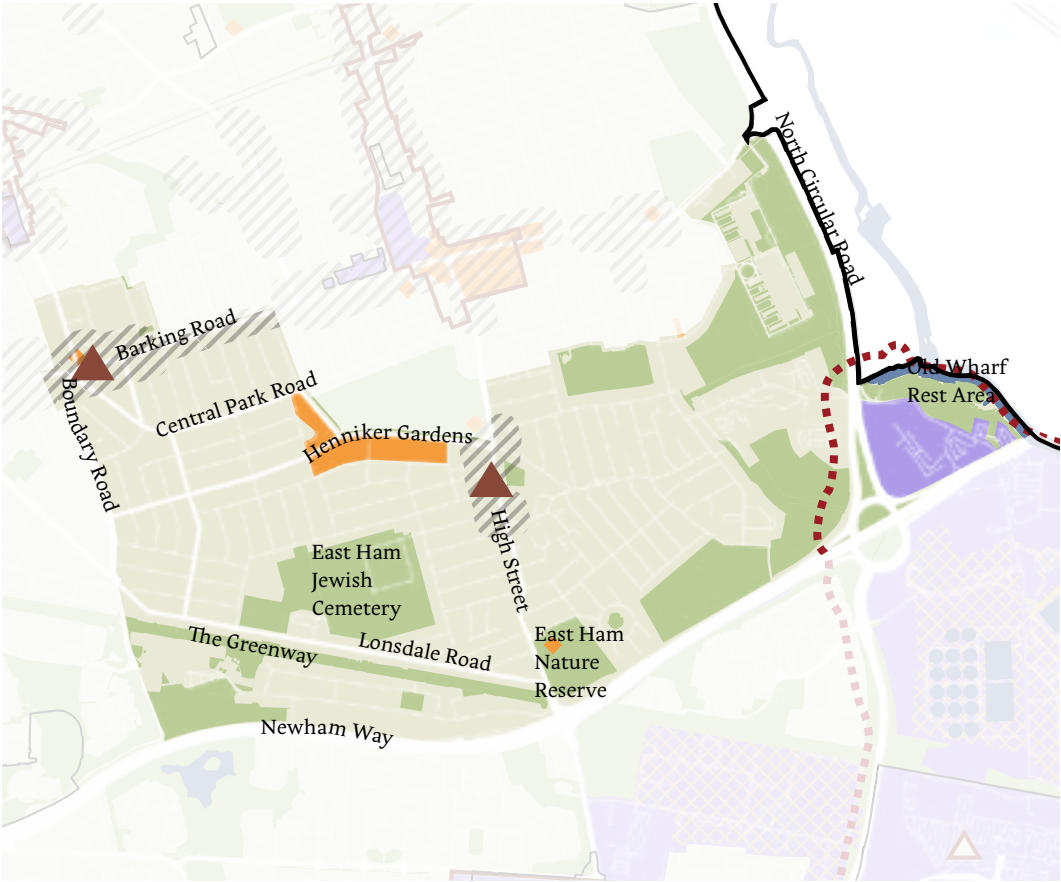 North Circular Road
Barking Road
Old Wharf
Rest Area
Central Park Road
Boundary Road
Henniker Gardens
High Street
East Ham
Jewish
Cemetery
The Greenway
Lonsdale Road
East Ham
Nature
Reserve
Newham Way